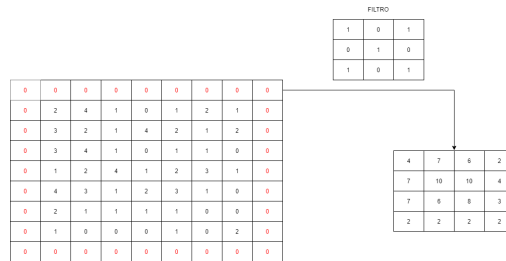 FILTRO
1 0 1
0 1 0
1 0 1
0 0 0 0 0 0 0 0 0
0 2 4 1 0 1 2 1 0
0 3 2 1 4 2 1 2 0
0 3 4 1 0 1 1 0 0
0 1 2 4 1 2 3 1 0
0 4 3 1 2 3 1 0 0
0 2 1 1 1 1 0 0 0
0 1 0 0 0 1 0 2 0
0 0 0 0 0 0 0 0 0
4 7 6 2
7 10 10 4
7 6 8 3
2 2 2 2